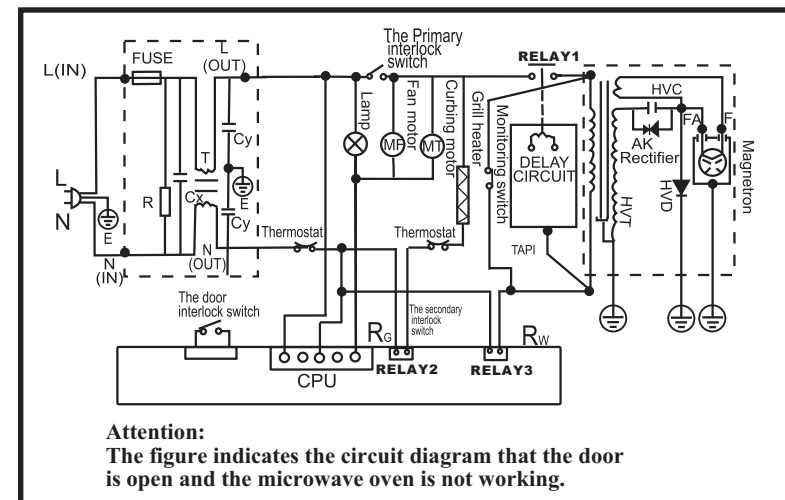 The Primary
interlock
switch
RELAY1
L(IN)
FUSE
L
(OUT)
HVC
FA
F
AK
Rectifier
Magnetron
HVD
HVT
Lamp
Fan motor
Curbing motor
Grill heater
Monitoring switch
MF
MT
DELAY
CIRCUIT
TAPI
Cy
T
E
R
Cx
Cy
L
N
E
N
(IN)
N
(OUT)
Thermostat
Thermostat
The door
interlock switch
The secondary
interlock
switch
RG
RW
CPU
RELAY2
RELAY3
Attention:
The figure indicates the circuit diagram that the door
is open and the microwave oven is not working.